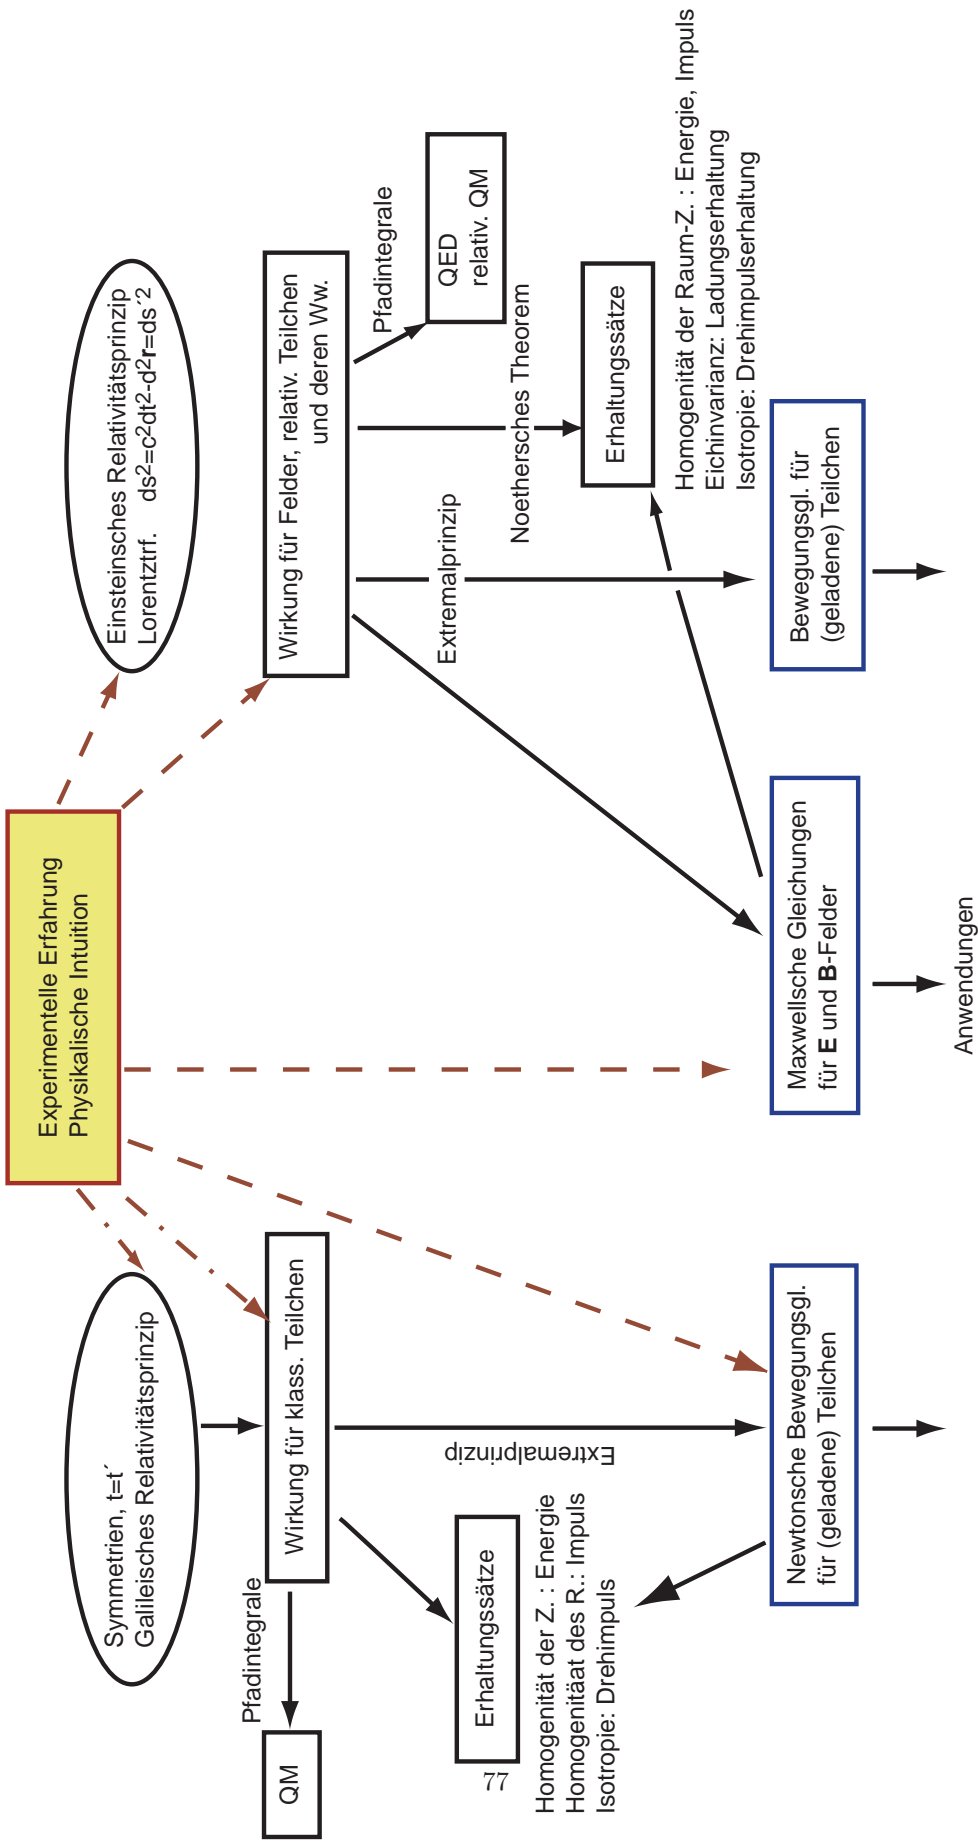 Experimentelle Erfahrung
Physikalische Intuition
Symmetrien, t=t´
Galileisches Relativitätsprinzip
Einsteinsches Relativitätsprinzip
Lorentztrf. ds²=c²dt²-d²r=ds´²
Pfadintegrale
QM
Wirkung für klass. Teilchen
Wirkung für Felder, relativ. Teilchen
und deren Ww.
Pfadintegrale
QED
relativ. QM
Extremalprinzip
Extremalprinzip
Noethersches Theorem
Erhaltungssätze
Homogenität der Z. : Energie
Homogenitäat des R.: Impuls
Isotropie: Drehimpuls
Erhaltungssätze
Homogenität der Raum-Z. : Energie, Impuls
Eichinvarianz: Ladungserhaltung
Isotropie: Drehimpulserhaltung
Newtonsche Bewegungsgl.
für (geladene) Teilchen
Maxwellsche Gleichungen
für E und B-Felder
Bewegungsgl. für
(geladene) Teilchen
Anwendungen
77